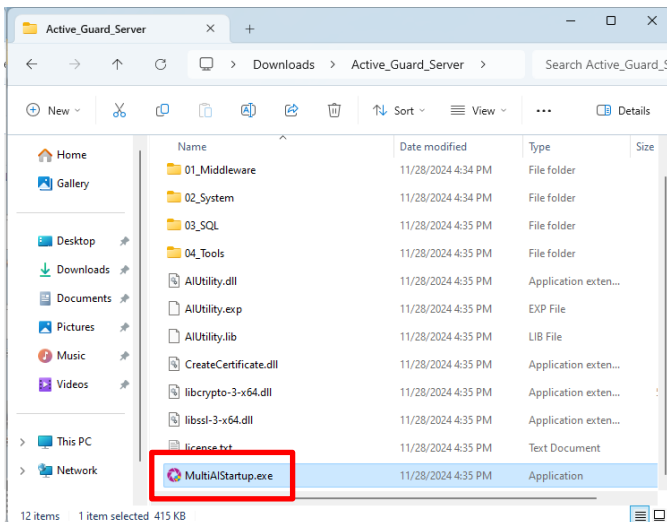 Active_Guard_Server
Downloads > Active_Guard_Server >
Search Active_Guard_S
New
Sort
View
Details
Home
Gallery
Desktop
Downloads
Documents
Pictures
Music
Videos
This PC
Network
Name Date modified Type Size
01_Middleware 11/28/2024 4:34 PM File folder
02_System 11/28/2024 4:34 PM File folder
03_SQL 11/28/2024 4:35 PM File folder
04_Tools 11/28/2024 4:35 PM File folder
AIUtility.dll 11/28/2024 4:35 PM Application exten...
AIUtility.exp 11/28/2024 4:35 PM EXP File
AIUtility.lib 11/28/2024 4:35 PM LIB File
CreateCertificate.dll 11/28/2024 4:35 PM Application exten...
libcrypto-3-x64.dll 11/28/2024 4:35 PM Application exten...
libssl-3-x64.dll 11/28/2024 4:35 PM Application exten...
license.txt 11/28/2024 4:35 PM Text Document
MultiAIStartup.exe 11/28/2024 4:35 PM Application
12 items 1 item selected 415 KB